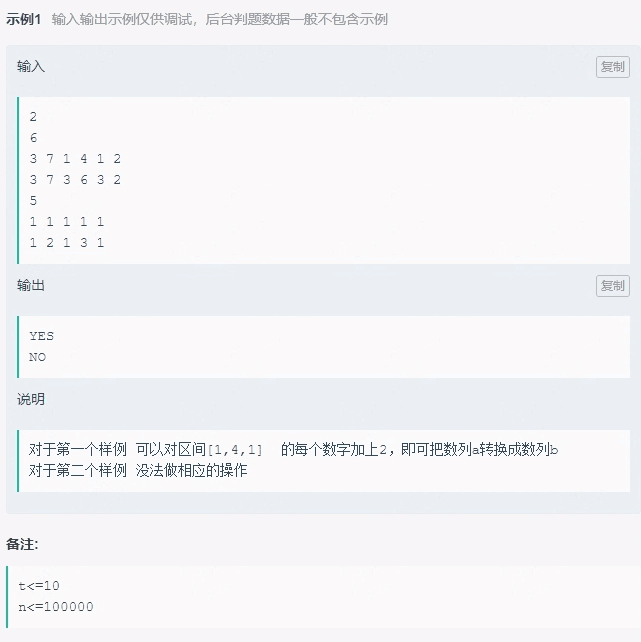 示例1 输入输出示例仅供调试，后台判题数据一般不包含示例
输入
复制
2
6
3 7 1 4 1 2
3 7 3 6 3 2
5
1 1 1 1 1
1 2 1 3 1
输出
复制
YES
NO
说明
对于第一个样例 可以对区间[1,4,1]  的每个数字加上2，即可把数列a转换成数列b
对于第二个样例 没法做相应的操作
备注:
t<=10
n<=100000